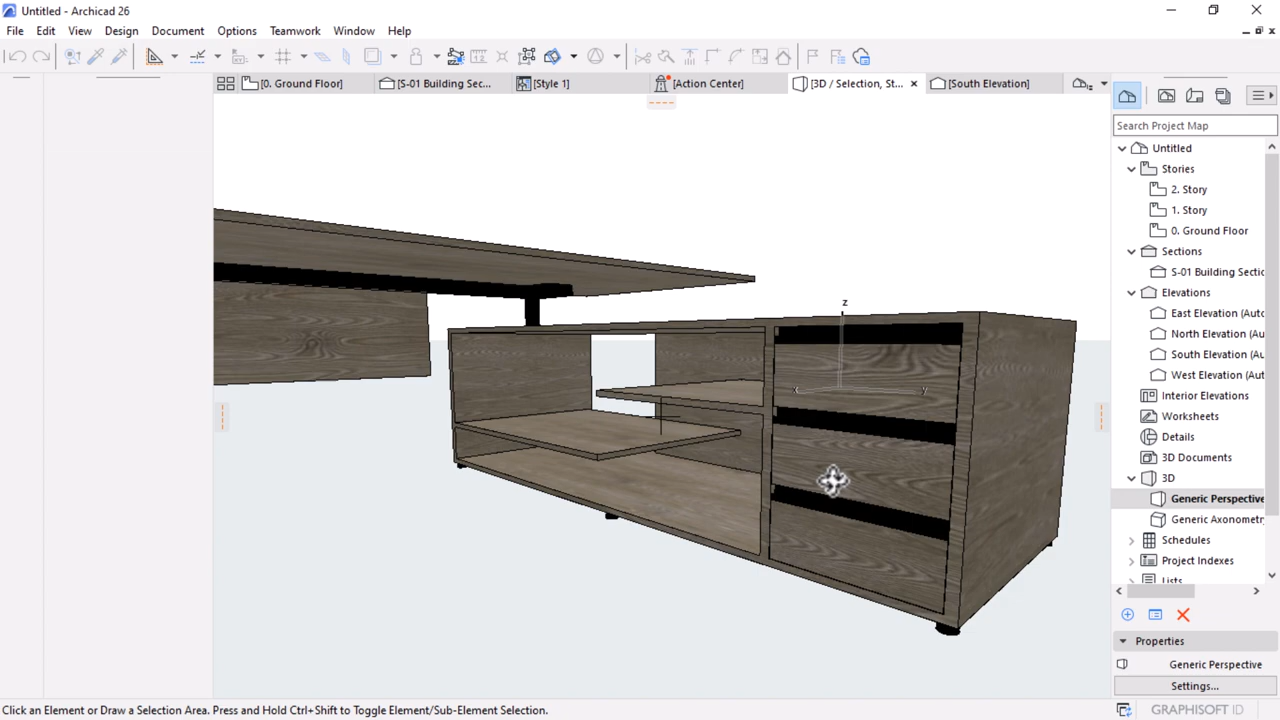 Untitled - Archicad 26
File Edit View Design Document Options Teamwork Window Help
[0. Ground Floor] [S-01 Building Sec... [Style 1] [Action Center] [3D / Selection, St... [South Elevation]
Search Project Map
Untitled
Stories
2. Story
1. Story
0. Ground Floor
Sections
S-01 Building Sectio
Elevations
East Elevation (Aut
North Elevation (Au
South Elevation (Au
West Elevation (Aut
Interior Elevations
Worksheets
Details
3D Documents
3D
Generic Perspective
Generic Axonometr
Schedules
Project Indexes
Lists
z
x y
Properties
Generic Perspective
Settings...
Click an Element or Draw a Selection Area. Press and Hold Ctrl+Shift to Toggle Element/Sub-Element Selection.
GRAPHISOFT ID